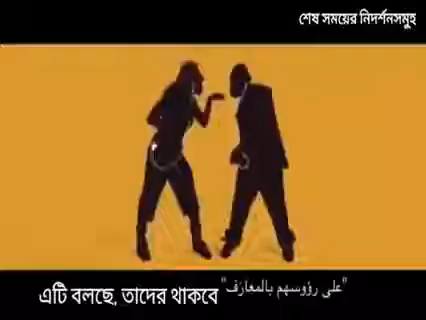 শেষ সময়ের নিদর্শনসমুহ
"على رؤوسهم بالمعازف"
এটি বলছে, তাদের থাকবে